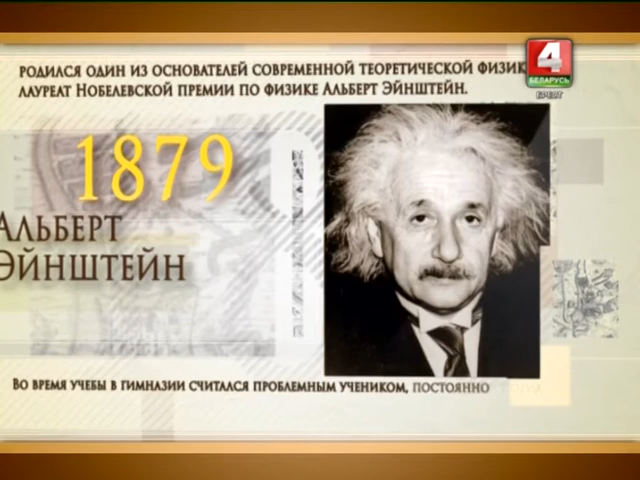 РОДИЛСЯ ОДИН ИЗ ОСНОВАТЕЛЕЙ СОВРЕМЕННОЙ ТЕОРЕТИЧЕСКОЙ ФИЗИК
ЛАУРЕАТ НОБЕЛЕВСКОЙ ПРЕМИИ ПО ФИЗИКЕ АЛЬБЕРТ ЭЙНШТЕЙН.
4
БЕЛАРУСЬ
БРЕСТ
1879
АЛЬБЕРТ
ЭЙНШТЕЙН
ВО ВРЕМЯ УЧЕБЫ В ГИМНАЗИИ СЧИТАЛСЯ ПРОБЛЕМНЫМ УЧЕНИКОМ, ПОСТОЯННО